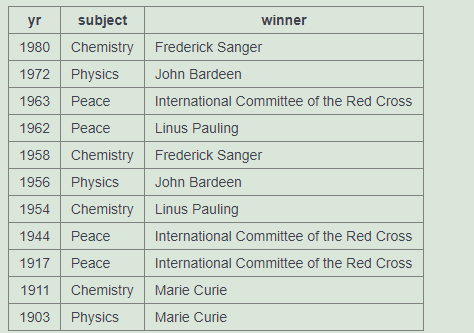 yr subject winner
1980 Chemistry Frederick Sanger
1972 Physics John Bardeen
1963 Peace International Committee of the Red Cross
1962 Peace Linus Pauling
1958 Chemistry Frederick Sanger
1956 Physics John Bardeen
1954 Chemistry Linus Pauling
1944 Peace International Committee of the Red Cross
1917 Peace International Committee of the Red Cross
1911 Chemistry Marie Curie
1903 Physics Marie Curie